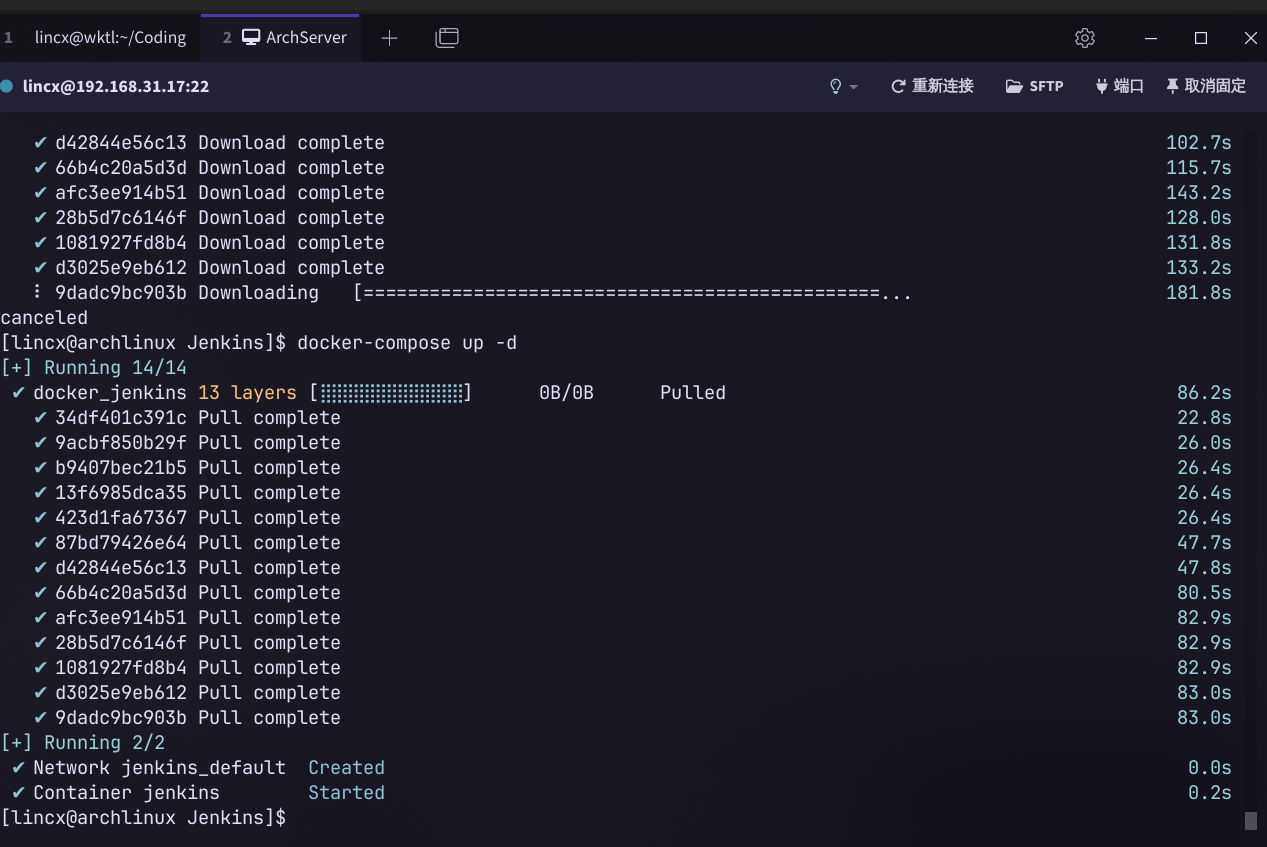 1 lincx@wktl:~/Coding 2 ArchServer
lincx@192.168.31.17:22 重新连接 SFTP 端口 取消固定
✔ d42844e56c13 Download complete 102.7s
✔ 66b4c20a5d3d Download complete 115.7s
✔ afc3ee914b51 Download complete 143.2s
✔ 28b5d7c6146f Download complete 128.0s
✔ 1081927fd8b4 Download complete 131.8s
✔ d3025e9eb612 Download complete 133.2s
⠸ 9dadc9bc903b Downloading [===============================================... 181.8s
canceled
[lincx@archlinux Jenkins]$ docker-compose up -d
[+] Running 14/14
✔ docker_jenkins 13 layers [⣿⣿⣿⣿⣿⣿⣿⣿⣿⣿⣿⣿⣿] 0B/0B Pulled 86.2s
✔ 34df401c391c Pull complete 22.8s
✔ 9acbf850b29f Pull complete 26.0s
✔ b9407bec21b5 Pull complete 26.4s
✔ 13f6985dca35 Pull complete 26.4s
✔ 423d1fa67367 Pull complete 26.4s
✔ 87bd79426e64 Pull complete 47.7s
✔ d42844e56c13 Pull complete 47.8s
✔ 66b4c20a5d3d Pull complete 80.5s
✔ afc3ee914b51 Pull complete 82.9s
✔ 28b5d7c6146f Pull complete 82.9s
✔ 1081927fd8b4 Pull complete 82.9s
✔ d3025e9eb612 Pull complete 83.0s
✔ 9dadc9bc903b Pull complete 83.0s
[+] Running 2/2
✔ Network jenkins_default Created 0.0s
✔ Container jenkins Started 0.2s
[lincx@archlinux Jenkins]$